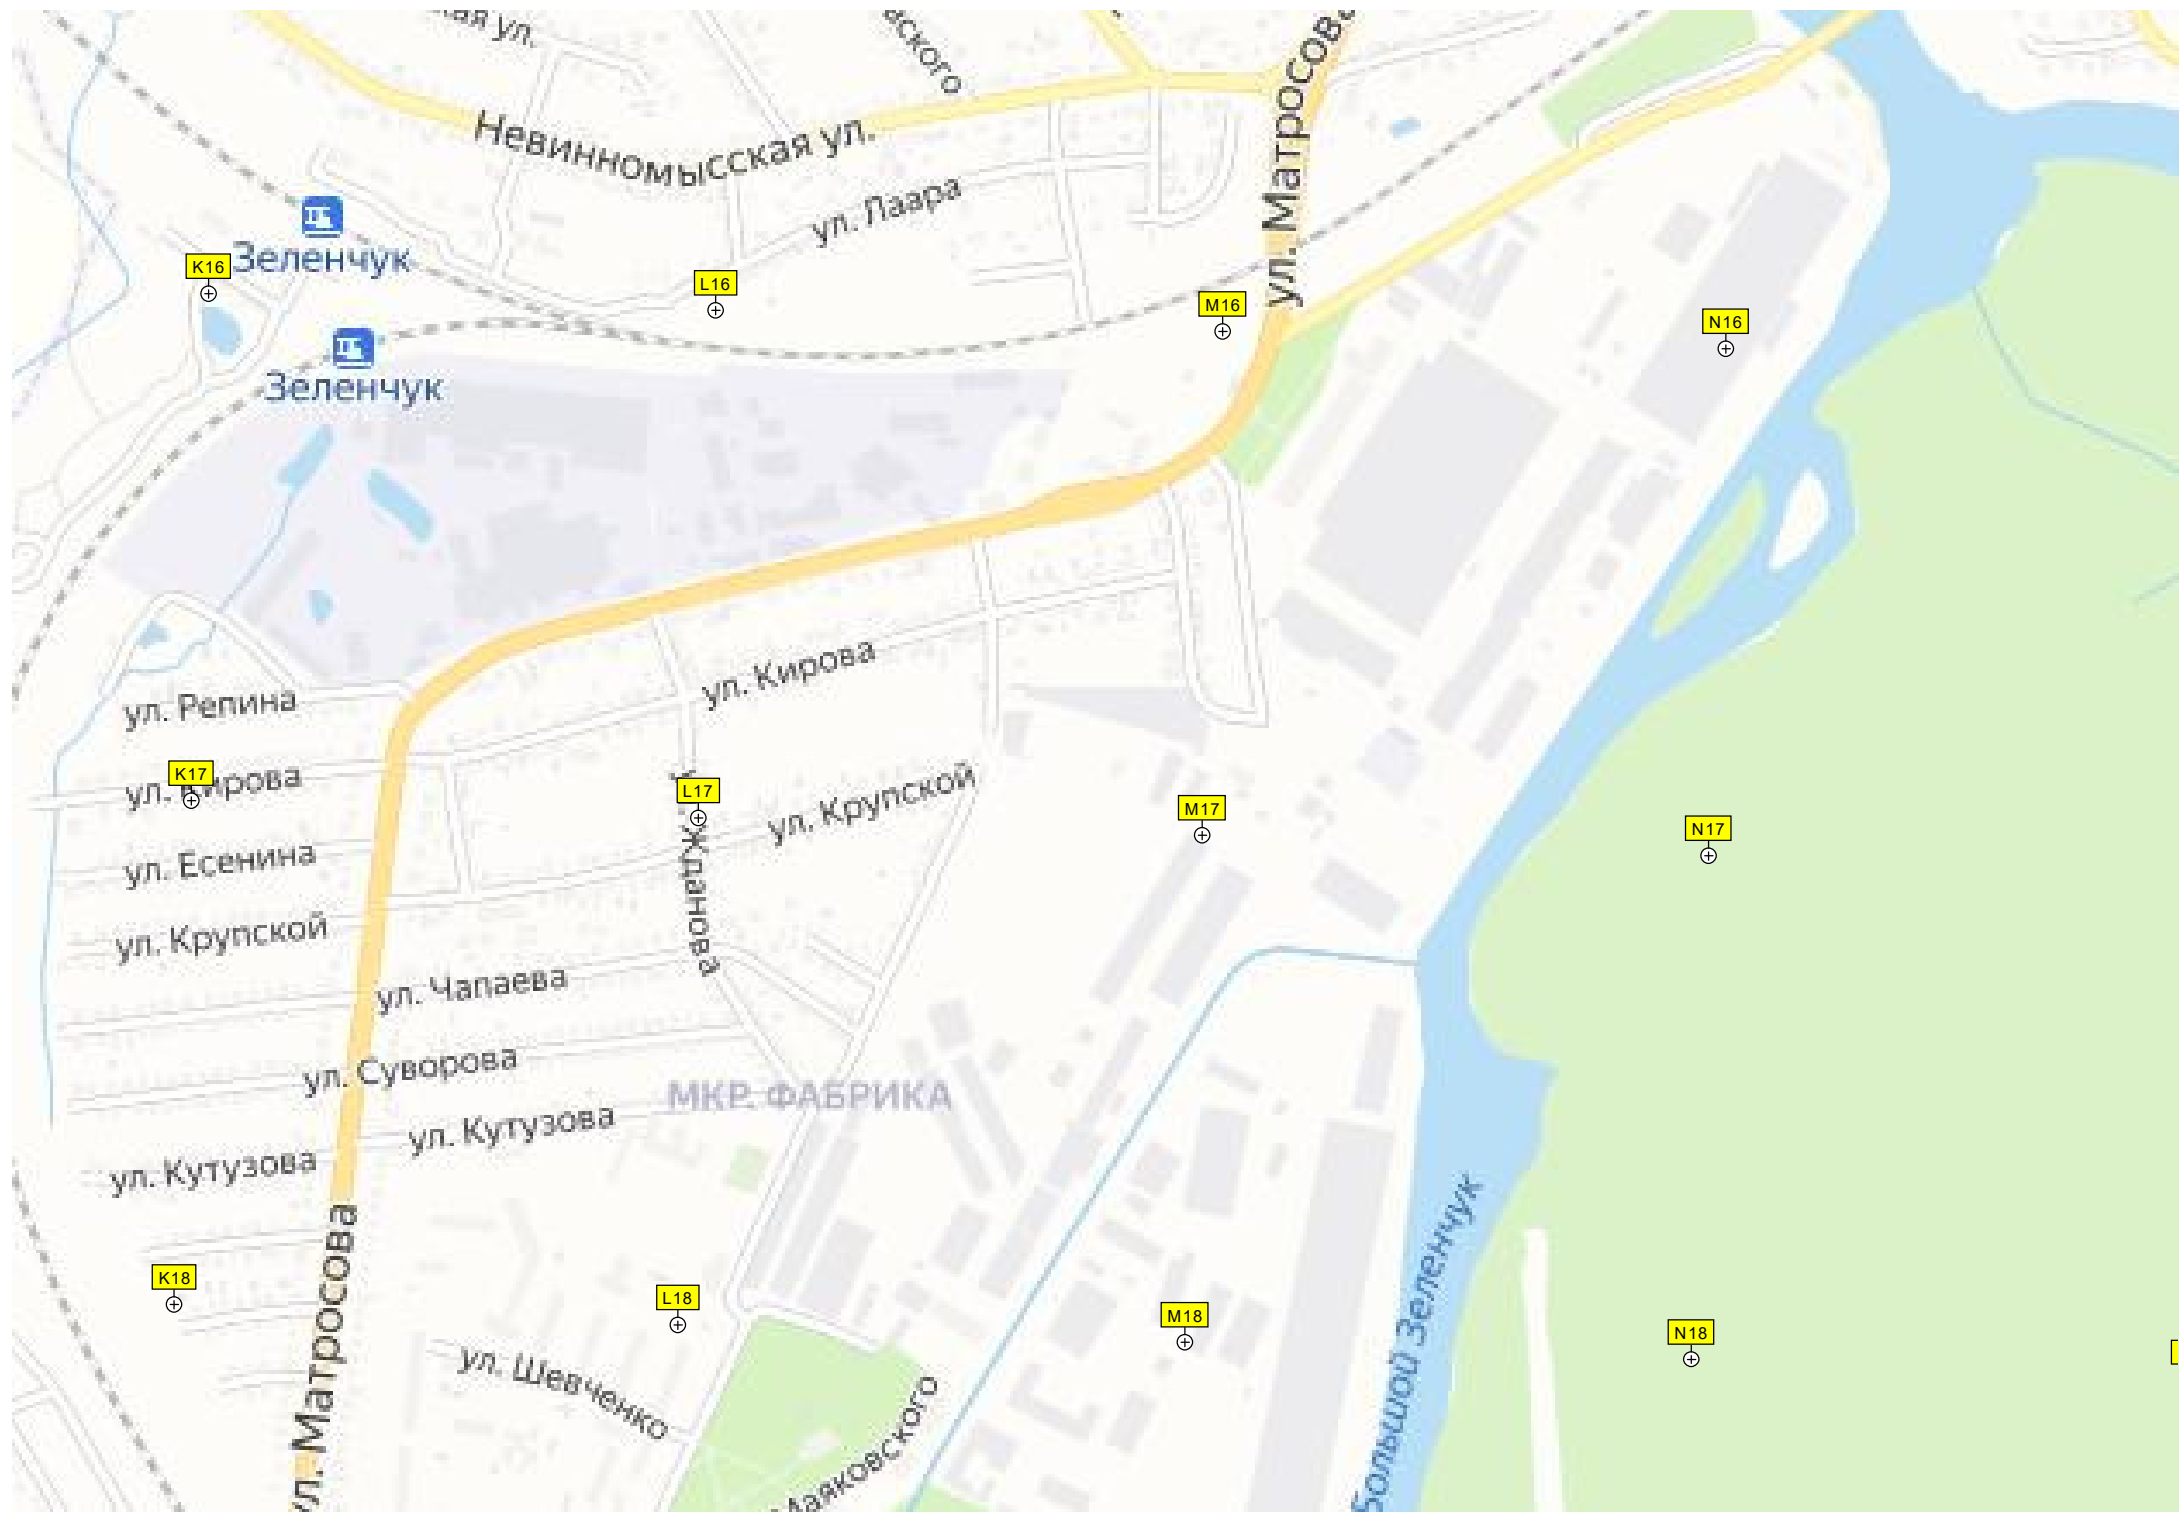 ул.
Невинномысская ул.
ул. Матросова
ул. Лаара
Зеленчук
K16
L16
M16
N16
Зеленчук
ул. Кирова
ул. Репина
K17
ул. Кирова
L17
ул. Крупской
M17
N17
ул. Есенина
Жданова
ул. Крупской
ул. Чапаева
ул. Суворова
МКР. ФАБРИКА
ул. Кутузова
ул. Кутузова
Большой Зеленчук
K18
L18
M18
N18
ул. Матросова
ул. Шевченко
Маяковского